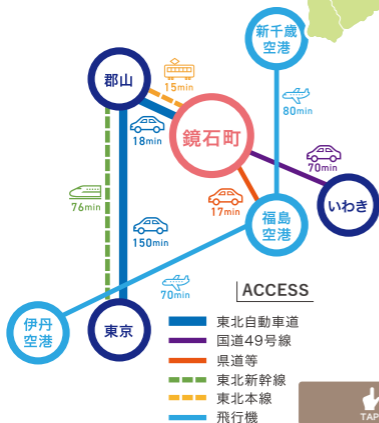 新千歳
空港
郡山
15min
80min
18min
鏡石町
70min
76min
17min
いわき
150min
福島
空港
70min
ACCESS
伊丹
空港
東京
東北自動車道
国道49号線
県道等
東北新幹線
東北本線
飛行機
TAP